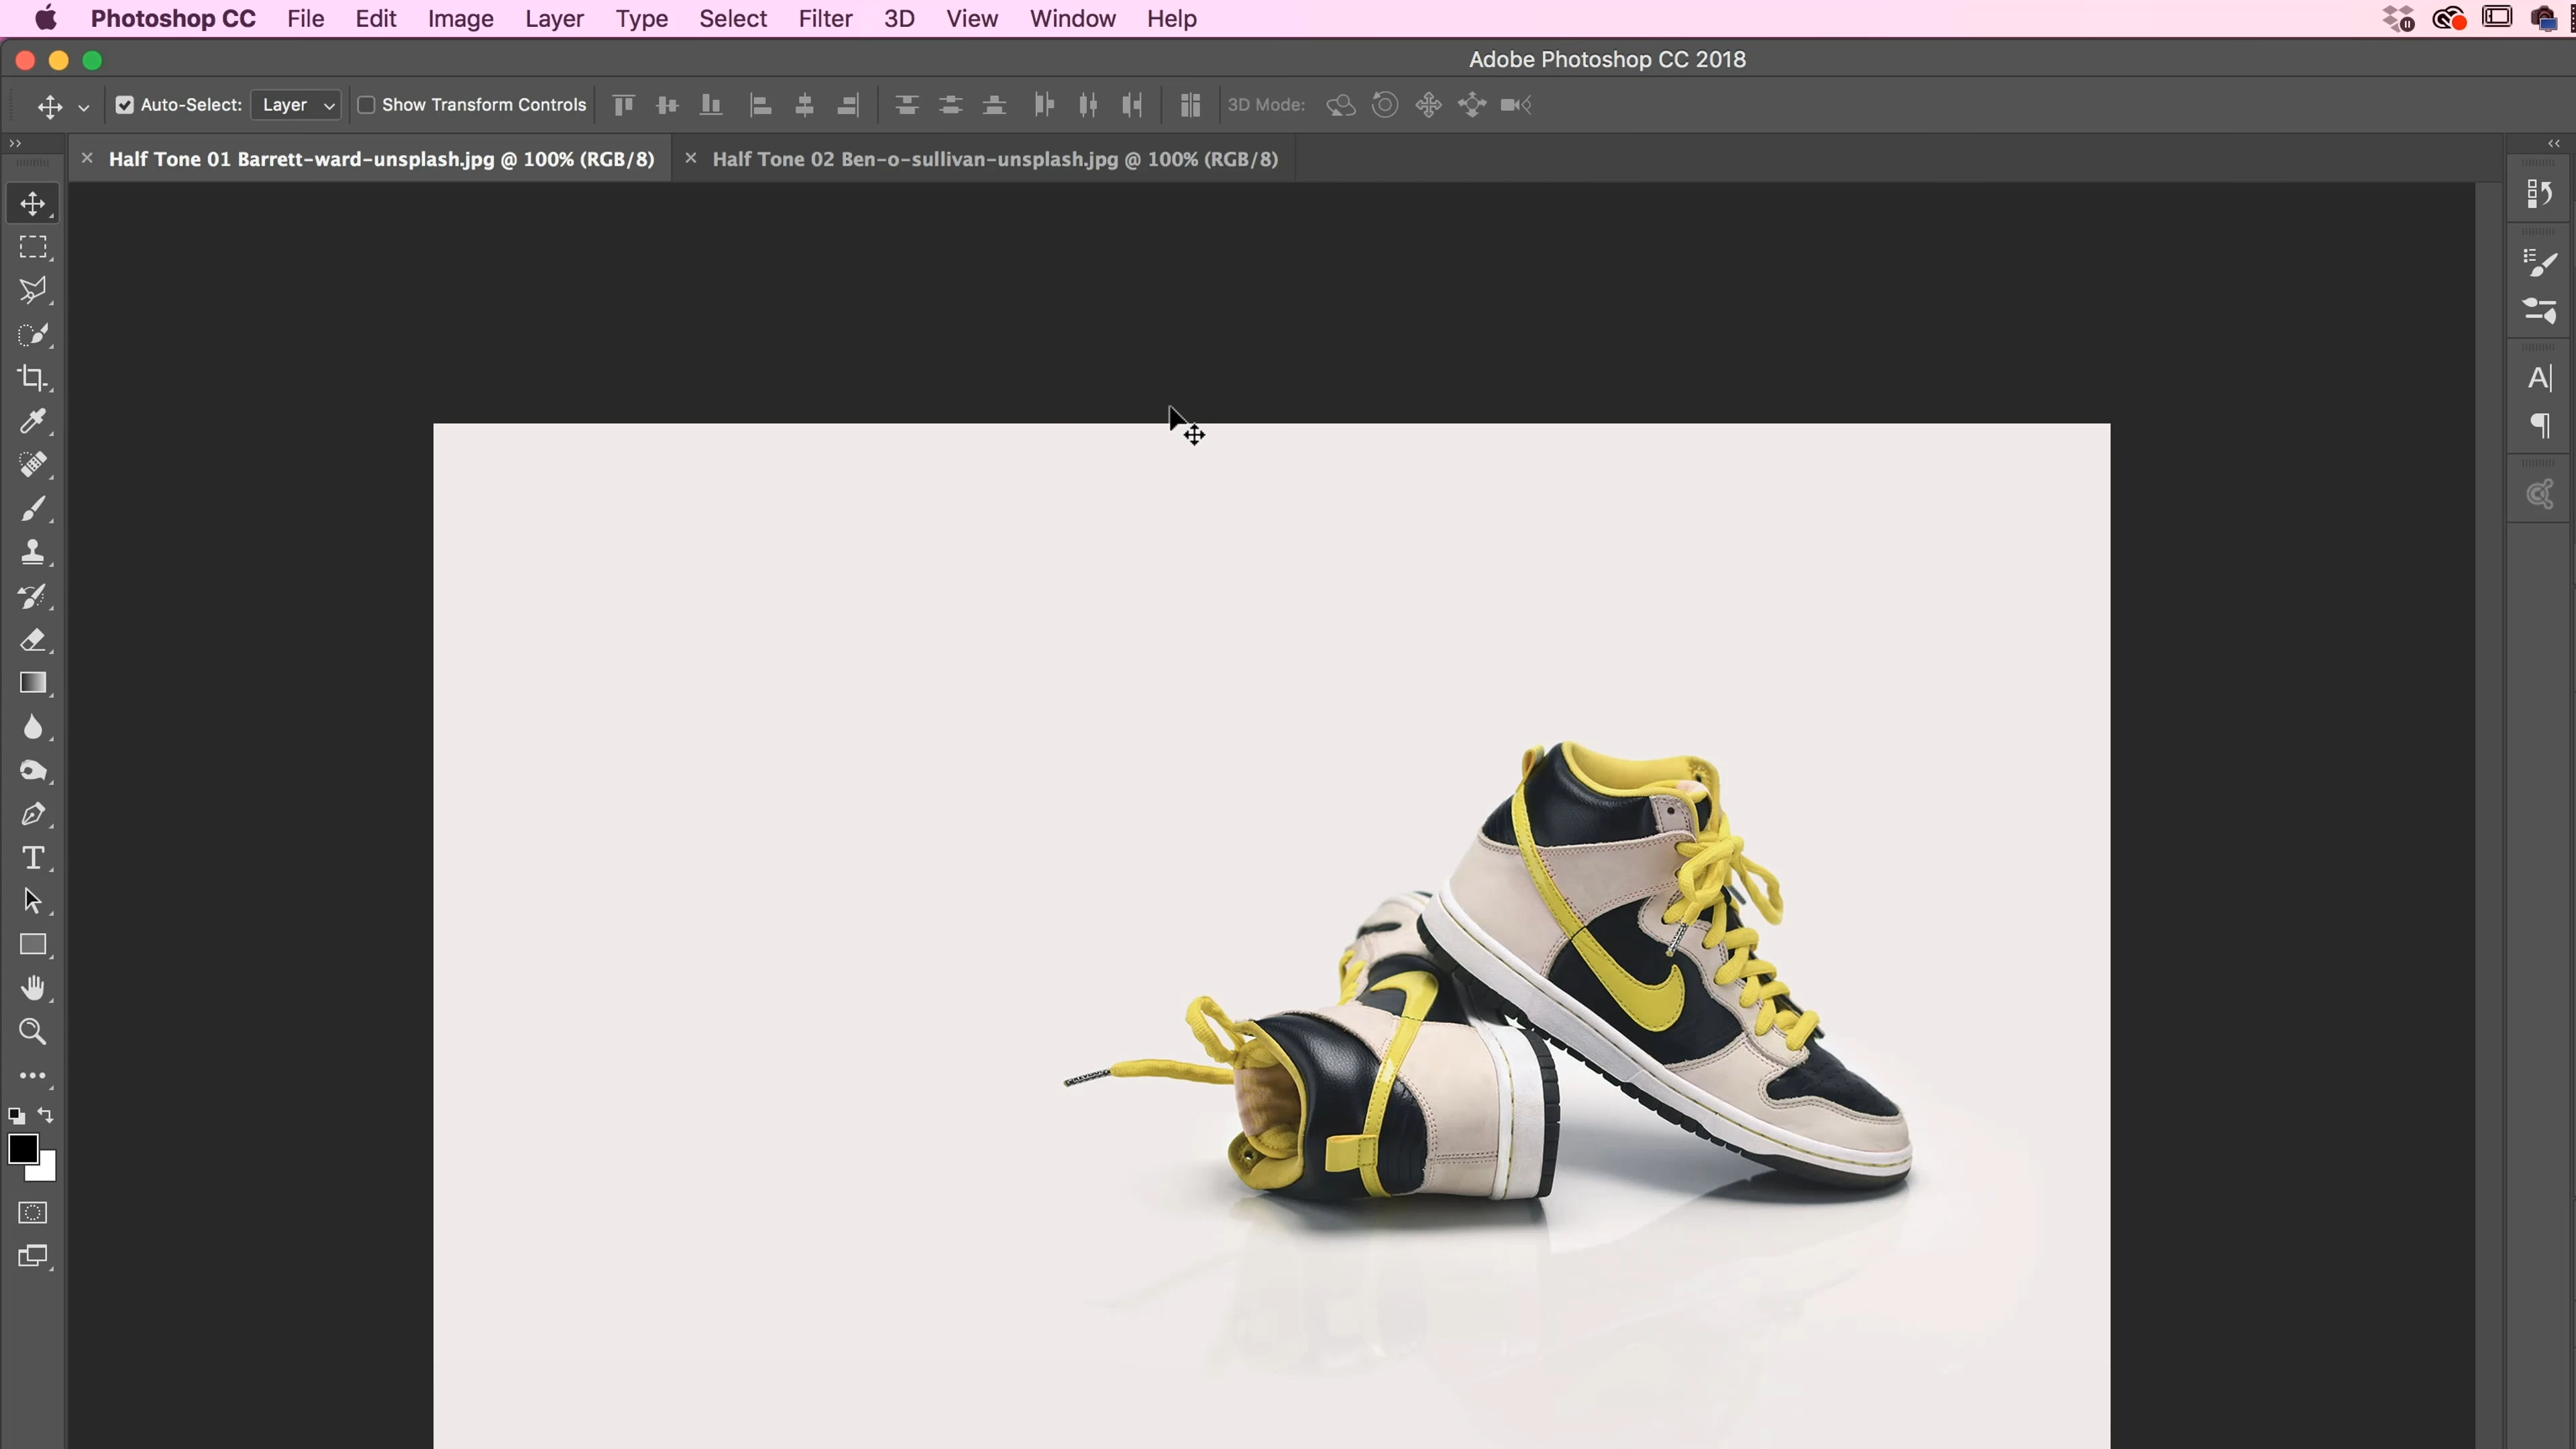 Photoshop CC File Edit Image Layer Type Select Filter 3D View Window Help
Adobe Photoshop CC 2018
Auto-Select: Layer Show Transform Controls 3D Mode:
Half Tone 01 Barrett-ward-unsplash.jpg @ 100% (RGB/8) Half Tone 02 Ben-o-sullivan-unsplash.jpg @ 100% (RGB/8)